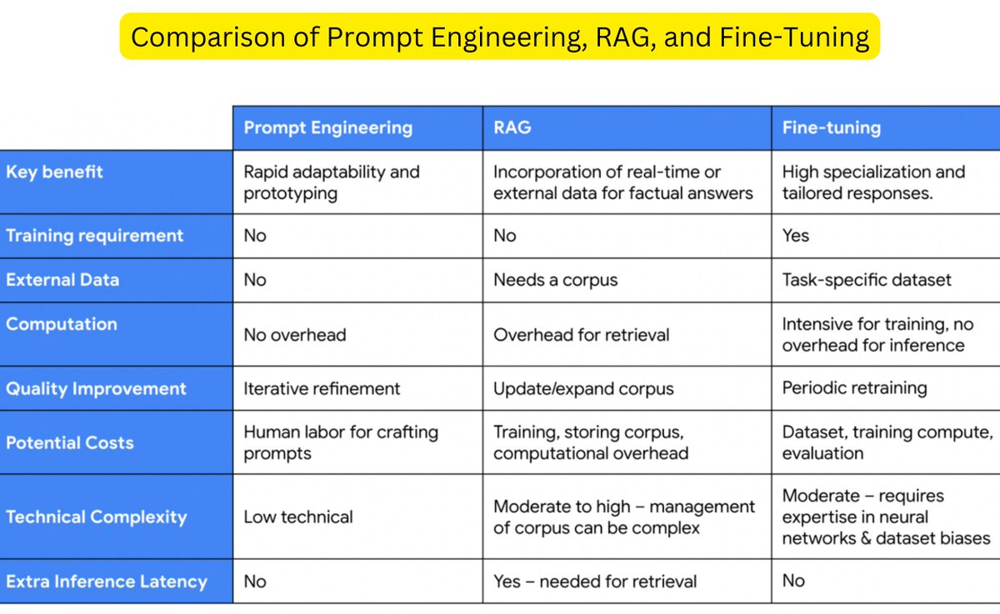 Comparison of Prompt Engineering, RAG, and Fine-Tuning
Prompt Engineering
RAG
Fine-tuning
Key benefit
Rapid adaptability and
prototyping
Incorporation of real-time or
external data for factual answers
High specialization and
tailored responses.
Training requirement
No
No
Yes
External Data
No
Needs a corpus
Task-specific dataset
Computation
No overhead
Overhead for retrieval
Intensive for training, no
overhead for inference
Quality Improvement
Iterative refinement
Update/expand corpus
Periodic retraining
Potential Costs
Human labor for crafting
prompts
Training, storing corpus,
computational overhead
Dataset, training compute,
evaluation
Technical Complexity
Low technical
Moderate to high – management
of corpus can be complex
Moderate – requires
expertise in neural
networks & dataset biases
Extra Inference Latency
No
Yes – needed for retrieval
No